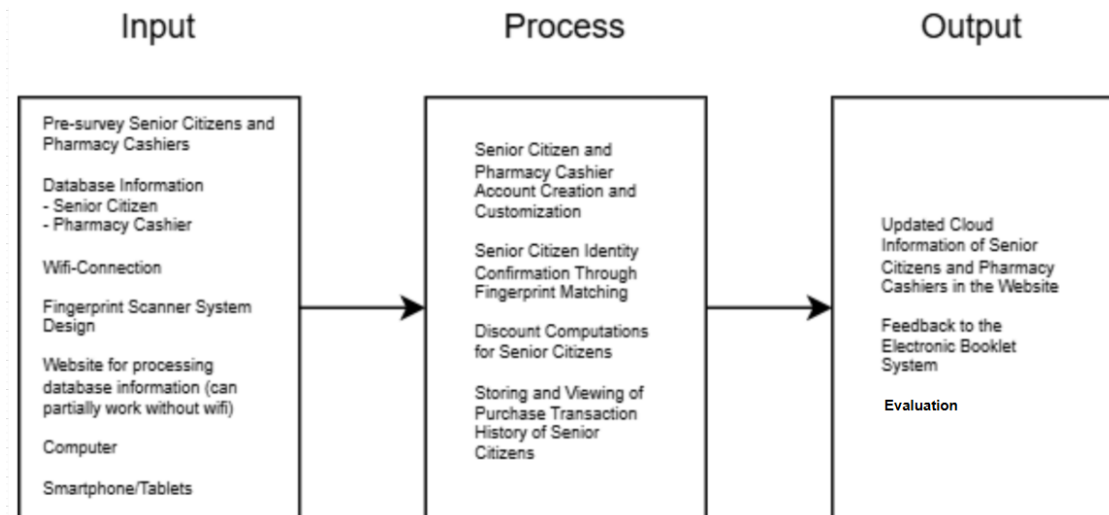 Input
Process
Output
Pre-survey Senior Citizens and
Pharmacy Cashiers
Database Information
- Senior Citizen
- Pharmacy Cashier
Wifi-Connection
Fingerprint Scanner System
Design
Website for processing
database information (can
partially work without wifi)
Computer
Smartphone/Tablets
Senior Citizen and
Pharmacy Cashier
Account Creation and
Customization
Senior Citizen Identity
Confirmation Through
Fingerprint Matching
Discount Computations
for Senior Citizens
Storing and Viewing of
Purchase Transaction
History of Senior
Citizens
Updated Cloud
Information of Senior
Citizens and Pharmacy
Cashiers in the Website
Feedback to the
Electronic Booklet
System
Evaluation